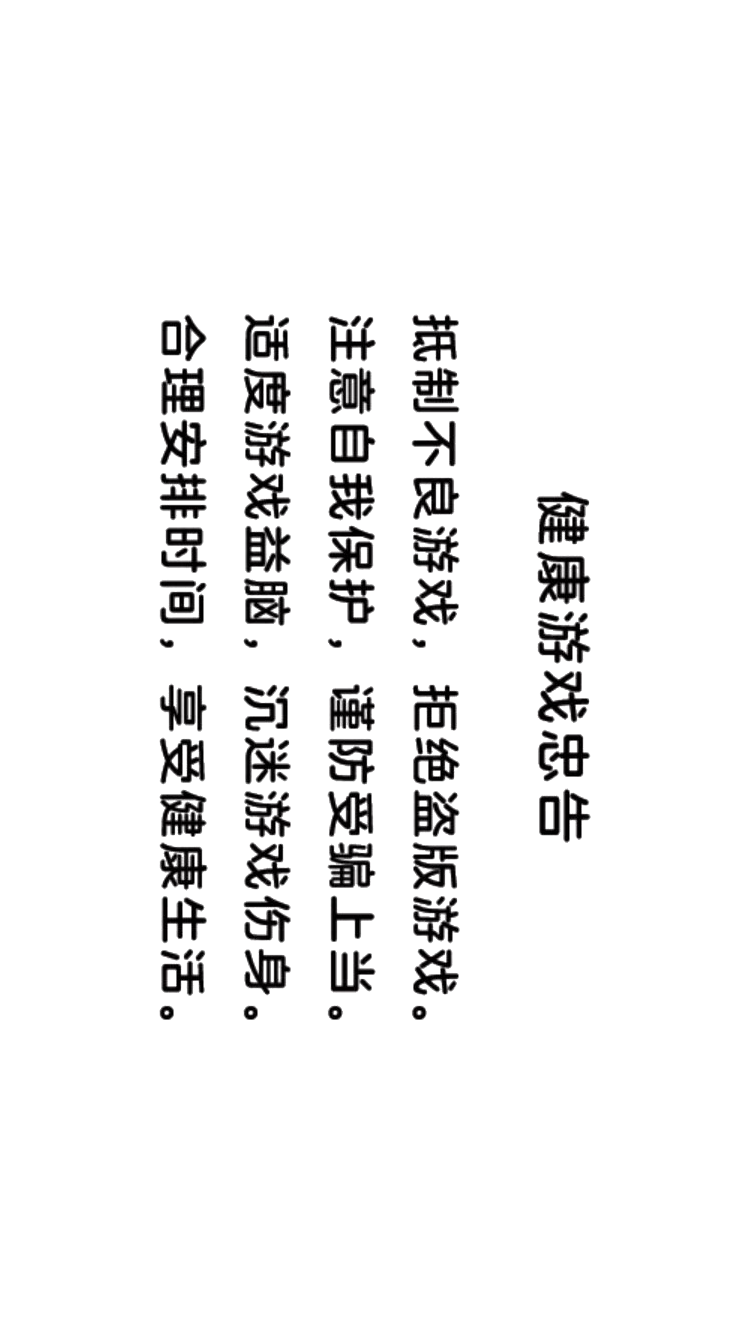 健康游戏忠告
抵制不良游戏，拒绝盗版游戏。
注意自我保护，谨防受骗上当。
适度游戏益脑，沉迷游戏伤身。
合理安排时间，享受健康生活。